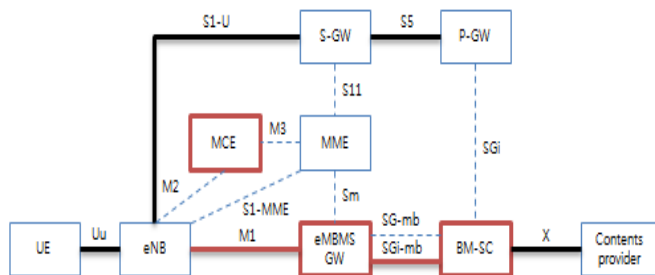 S1-U
S5
S-GW
P-GW
S11
MCE
M3
MME
SGi
M2
S1-MME
Sm
SG-mb
Uu
M1
SGi-mb
X
UE
eNB
eMBMS
GW
BM-SC
Contents
provider